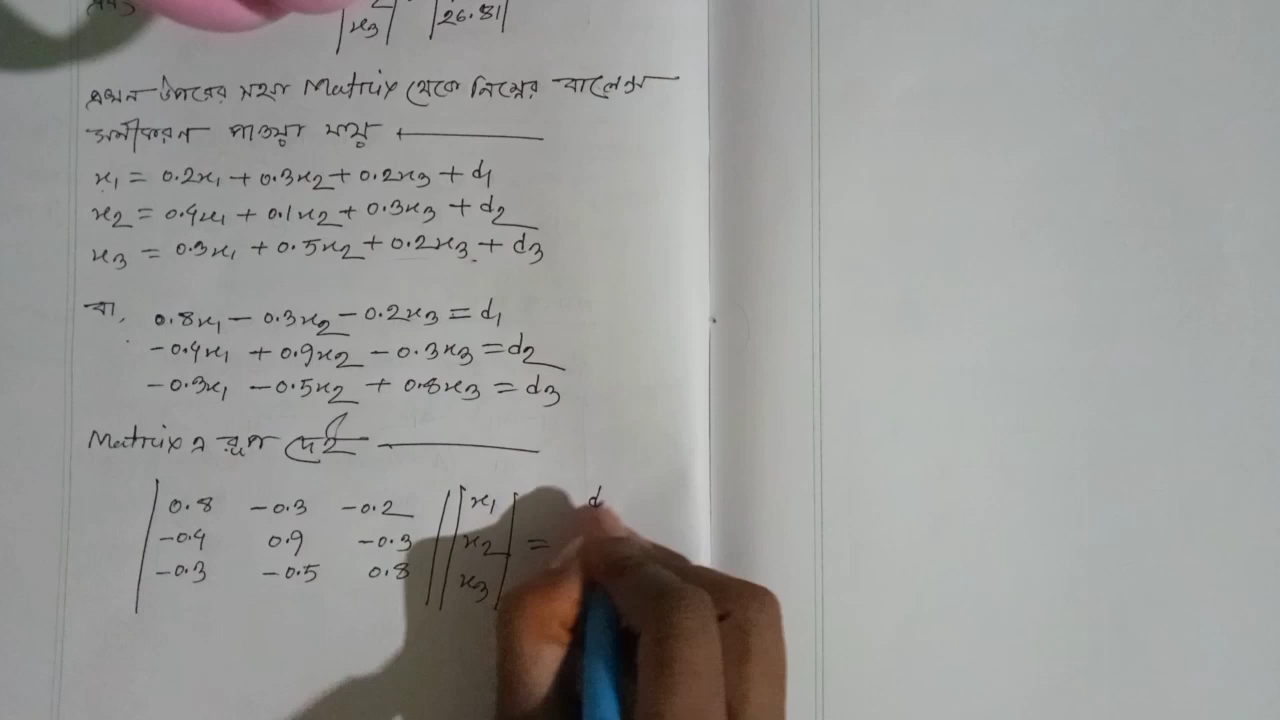 x3 | 26.81
এখন উপরের সহগ Matrix থেকে নিম্নের ব্যালেন্স
সমীকরণ পাওয়া যায়
x1 = 0.2x1 + 0.3x2 + 0.2x3 + d1
x2 = 0.4x1 + 0.1x2 + 0.3x3 + d2
x3 = 0.3x1 + 0.5x2 + 0.2x3 + d3
বা, 0.8x1 - 0.3x2 - 0.2x3 = d1
-0.4x1 + 0.9x2 - 0.3x3 = d2
-0.3x1 - 0.5x2 + 0.8x3 = d3
Matrix এ রূপ দেই
0.8 -0.3 -0.2 x1 d
-0.4 0.9 -0.3 x2 =
-0.3 -0.5 0.8 x3